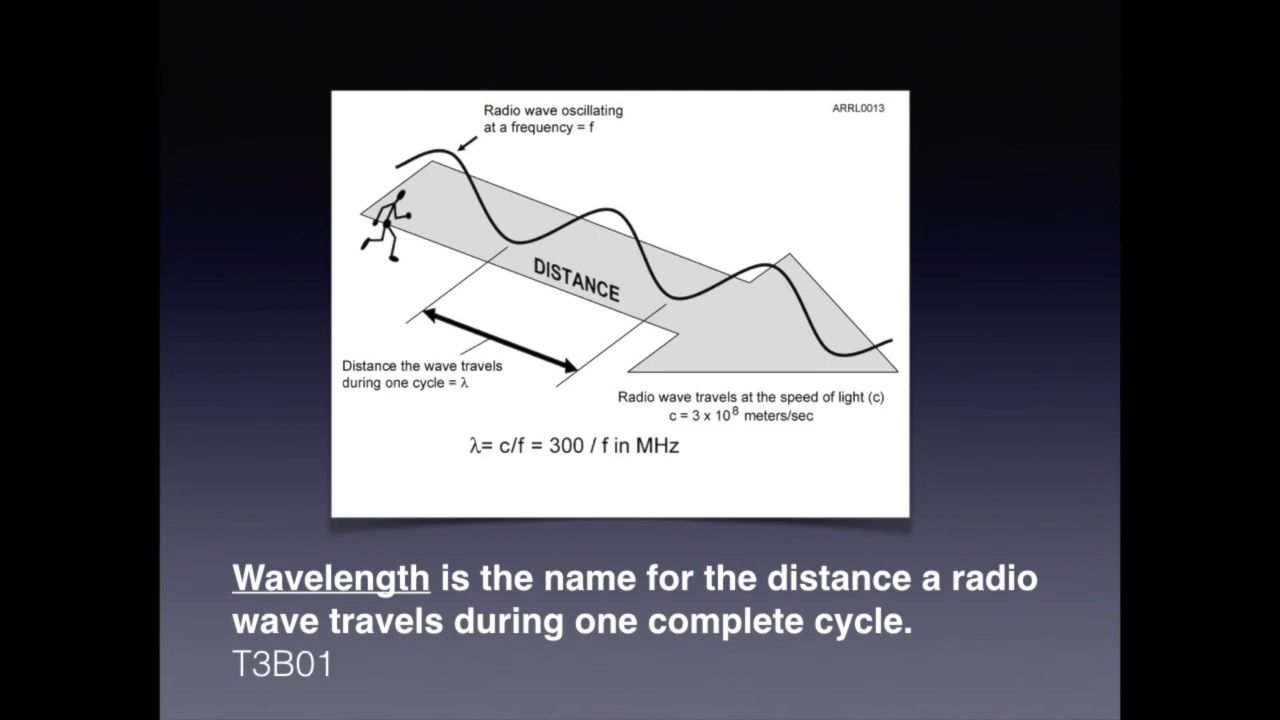 Radio wave oscillating
at a frequency = f
ARRL0013
DISTANCE
Distance the wave travels
during one cycle = λ
Radio wave travels at the speed of light (c)
c = 3 x 10⁸ meters/sec
λ= c/f = 300 / f in MHz
Wavelength is the name for the distance a radio
wave travels during one complete cycle.
T3B01